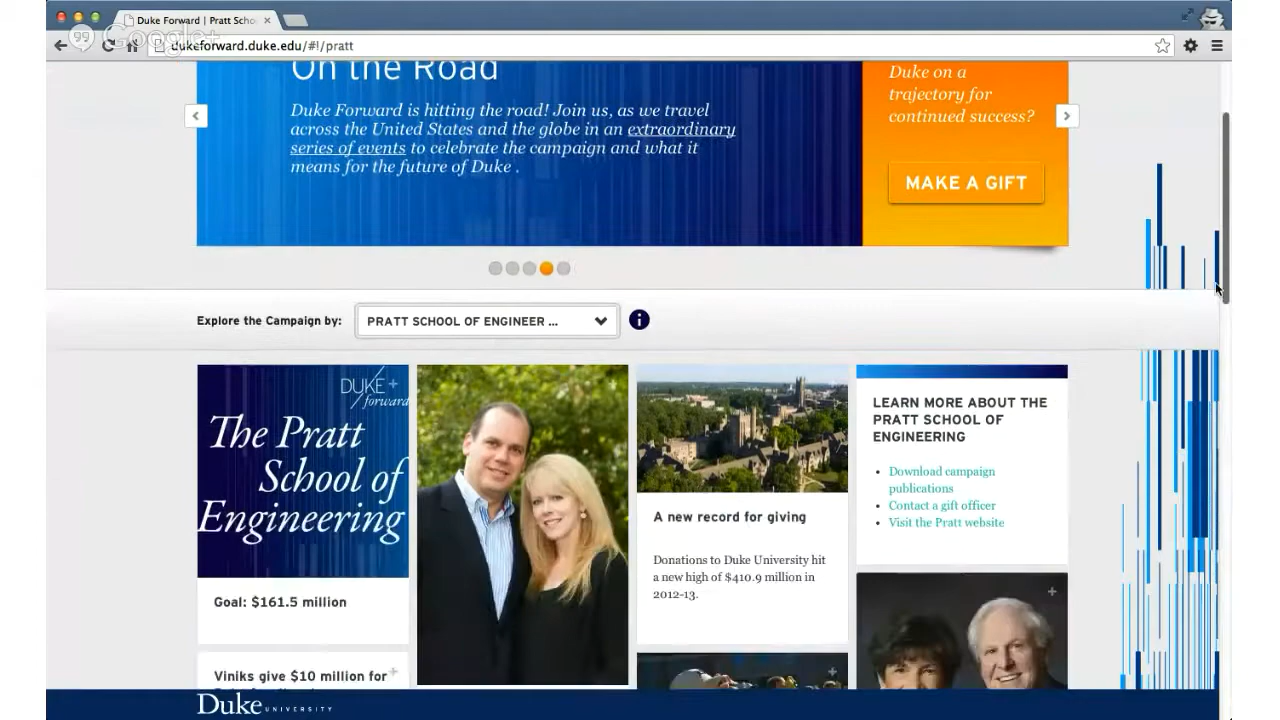 Duke Forward | Pratt Scho
Google+
dukeforward.duke.edu/#!/pratt
On the Road
Duke Forward is hitting the road! Join us, as we travel
across the United States and the globe in an extraordinary
series of events to celebrate the campaign and what it
means for the future of Duke .
Duke on a
trajectory for
continued success?
MAKE A GIFT
Explore the Campaign by:
PRATT SCHOOL OF ENGINEER ...
DUKE
forward
The Pratt
School of
Engineering
Goal: $161.5 million
Viniks give $10 million for
A new record for giving
Donations to Duke University hit
a new high of $410.9 million in
2012-13.
LEARN MORE ABOUT THE
PRATT SCHOOL OF
ENGINEERING
Download campaign
publications
Contact a gift officer
Visit the Pratt website
Duke UNIVERSITY